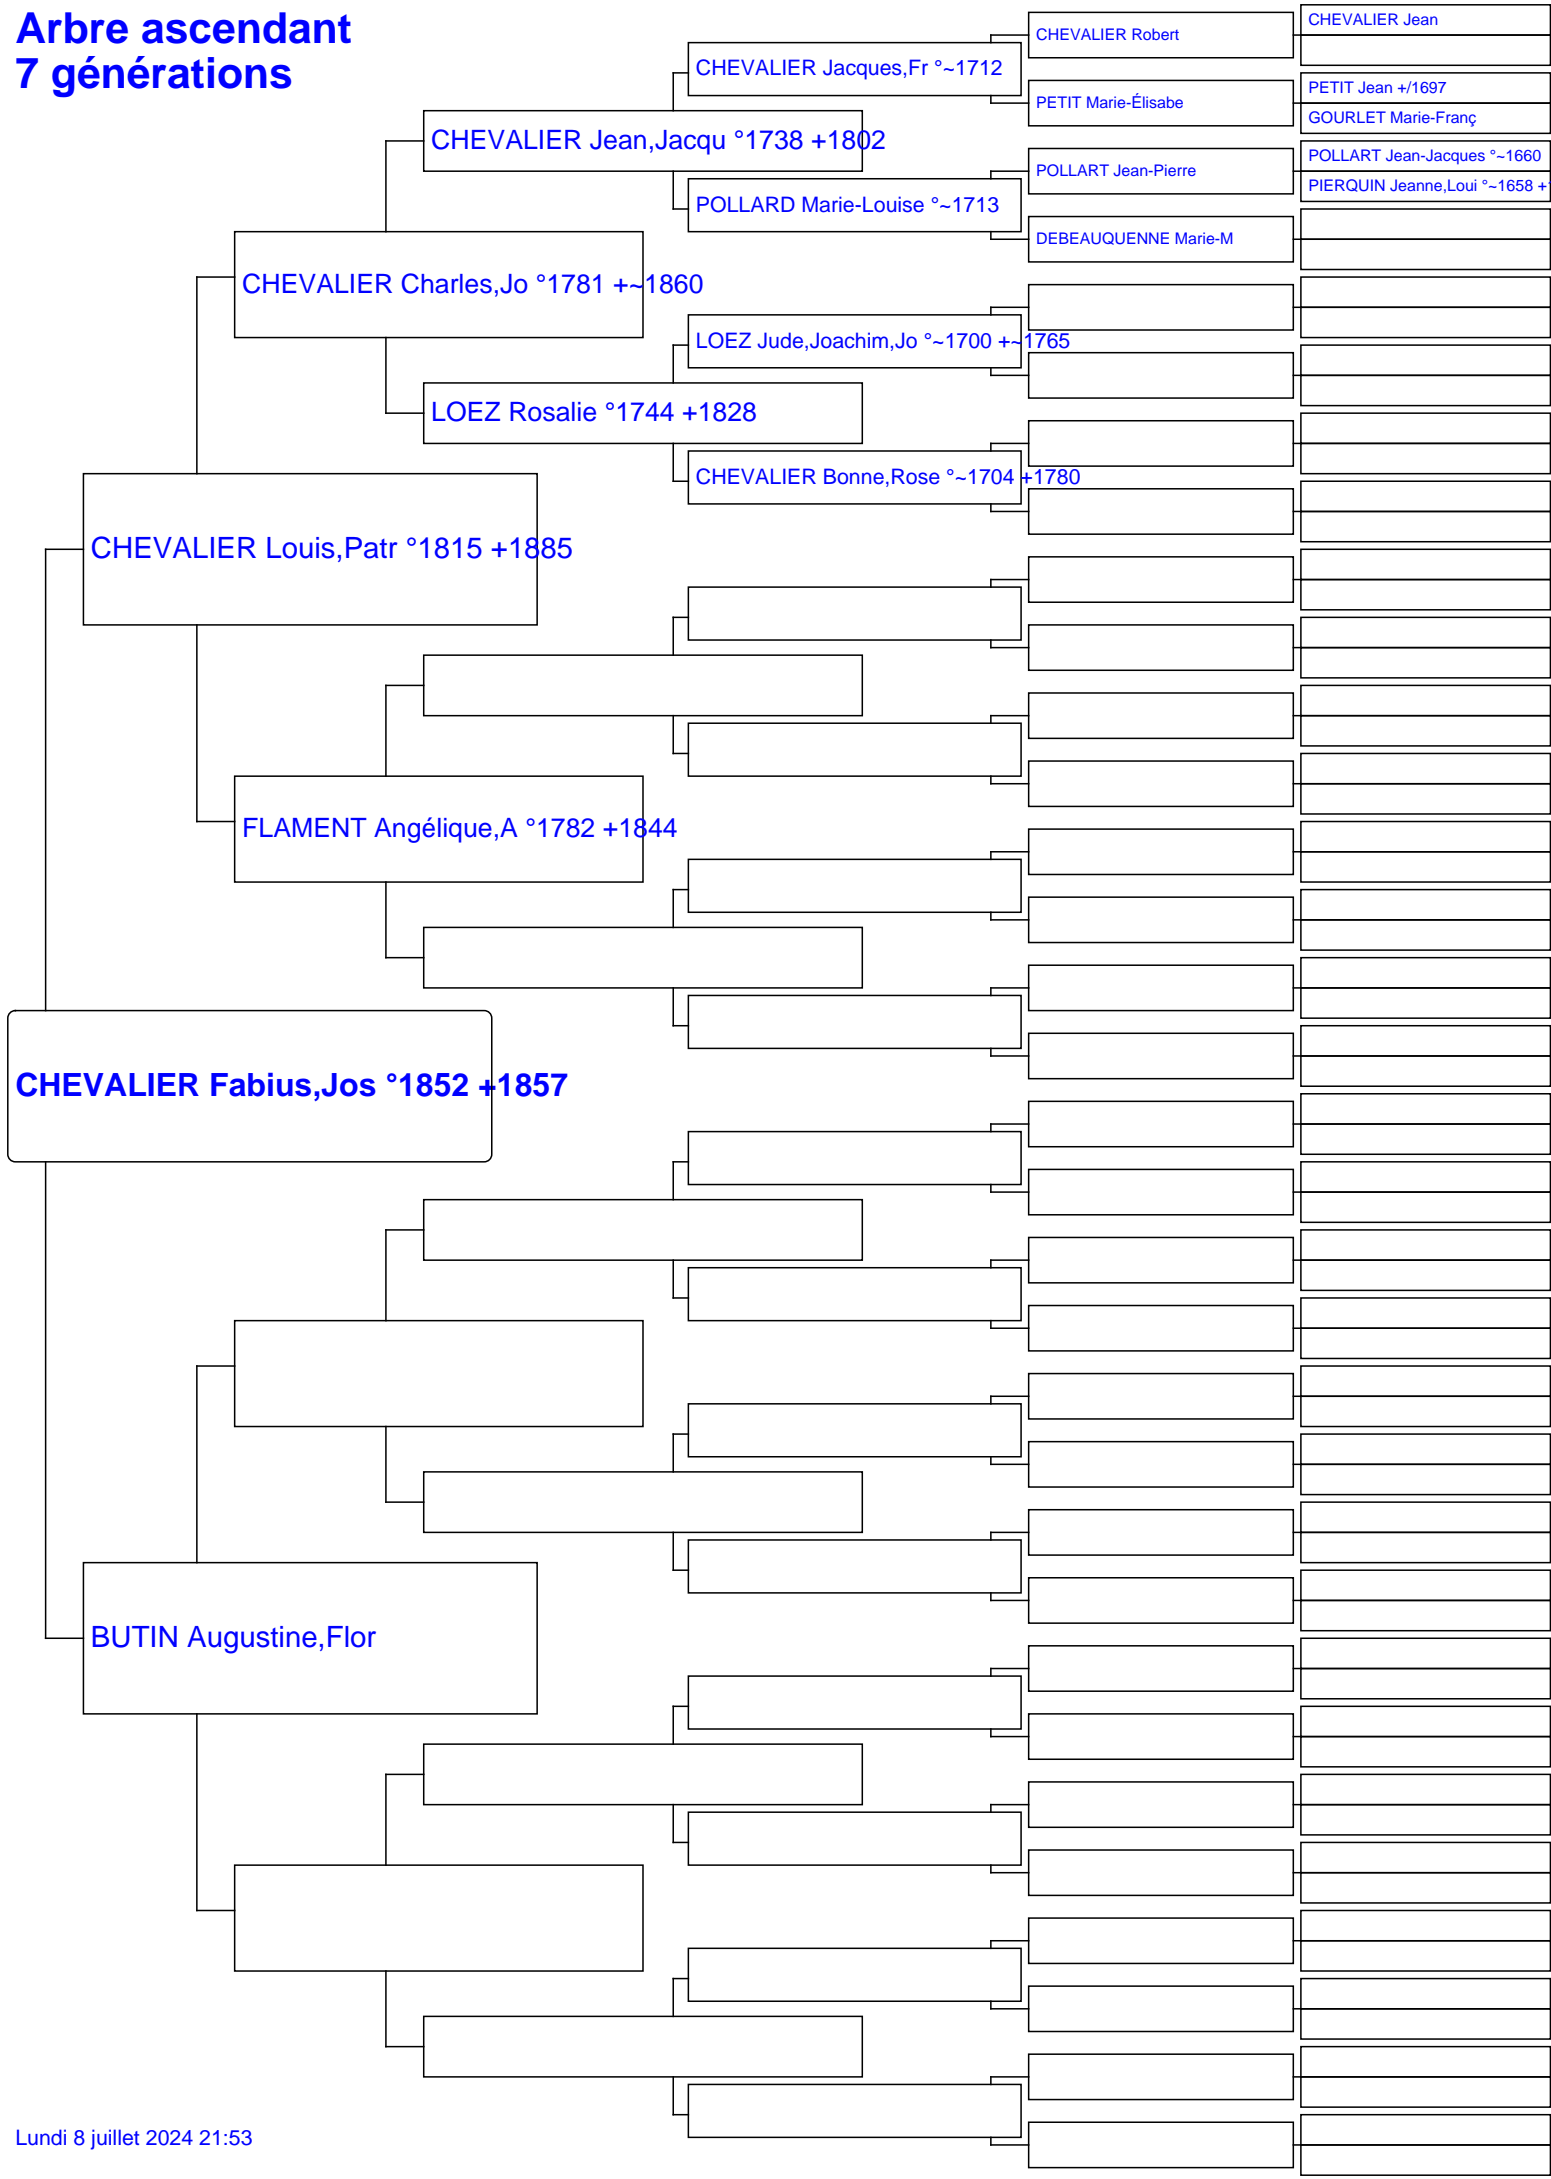 Arbre ascendant
7 générations
CHEVALIER Jean
CHEVALIER Robert
CHEVALIER Jacques,Fr °~1712
PETIT Jean +/1697
PETIT Marie-Élisabe
GOURLET Marie-Franç
CHEVALIER Jean,Jacqu °1738 +1802
POLLART Jean-Jacques °~1660
POLLART Jean-Pierre
PIERQUIN Jeanne,Loui °~1658 +
POLLARD Marie-Louise °~1713
DEBEAUQUENNE Marie-M
CHEVALIER Charles,Jo °1781 +~1860
LOEZ Jude,Joachim,Jo °~1700 +~1765
LOEZ Rosalie °1744 +1828
CHEVALIER Bonne,Rose °~1704 +1780
CHEVALIER Louis,Patr °1815 +1885
FLAMENT Angélique,A °1782 +1844
CHEVALIER Fabius,Jos °1852 +1857
BUTIN Augustine,Flor
Lundi 8 juillet 2024 21:53